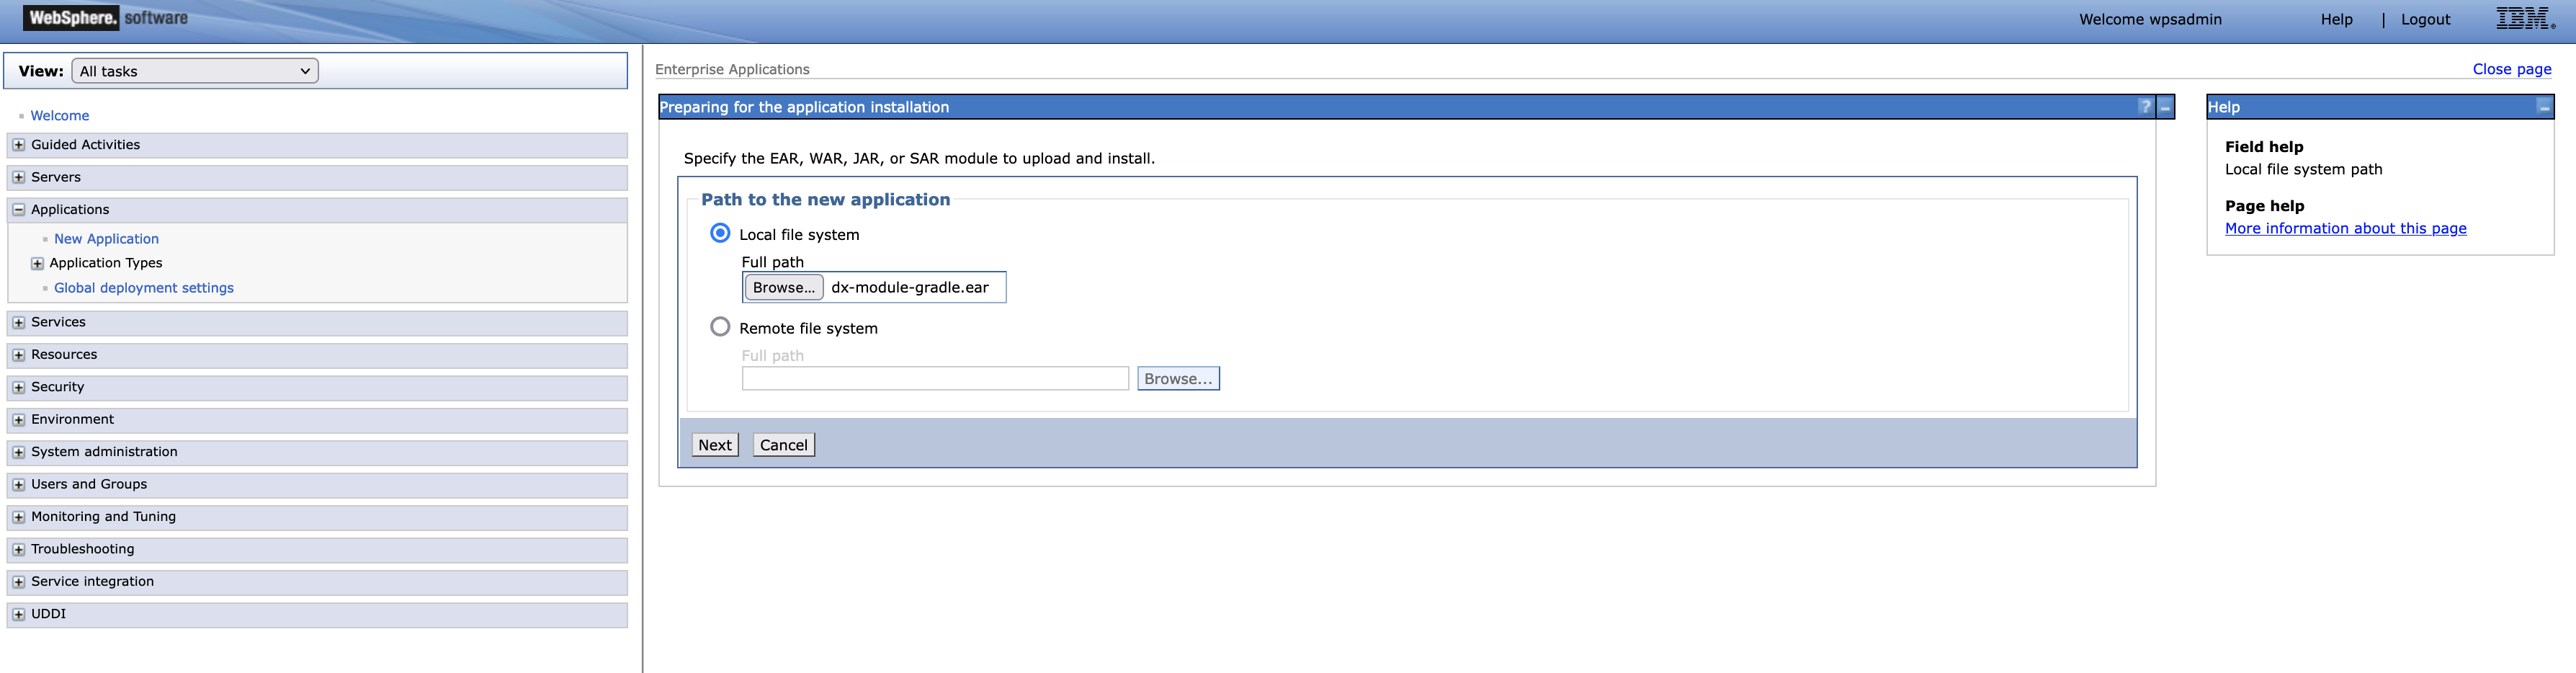 WebSphere. software
Welcome wpsadmin
Help | Logout
IBM®
View: All tasks
Welcome
Guided Activities
Servers
Applications
New Application
Application Types
Global deployment settings
Services
Resources
Security
Environment
System administration
Users and Groups
Monitoring and Tuning
Troubleshooting
Service integration
UDDI
Enterprise Applications
Close page
Preparing for the application installation ? –
Specify the EAR, WAR, JAR, or SAR module to upload and install.
Path to the new application
Local file system
Full path
Browse... dx-module-gradle.ear
Remote file system
Full path
Browse...
Next Cancel
Help –
Field help
Local file system path
Page help
More information about this page